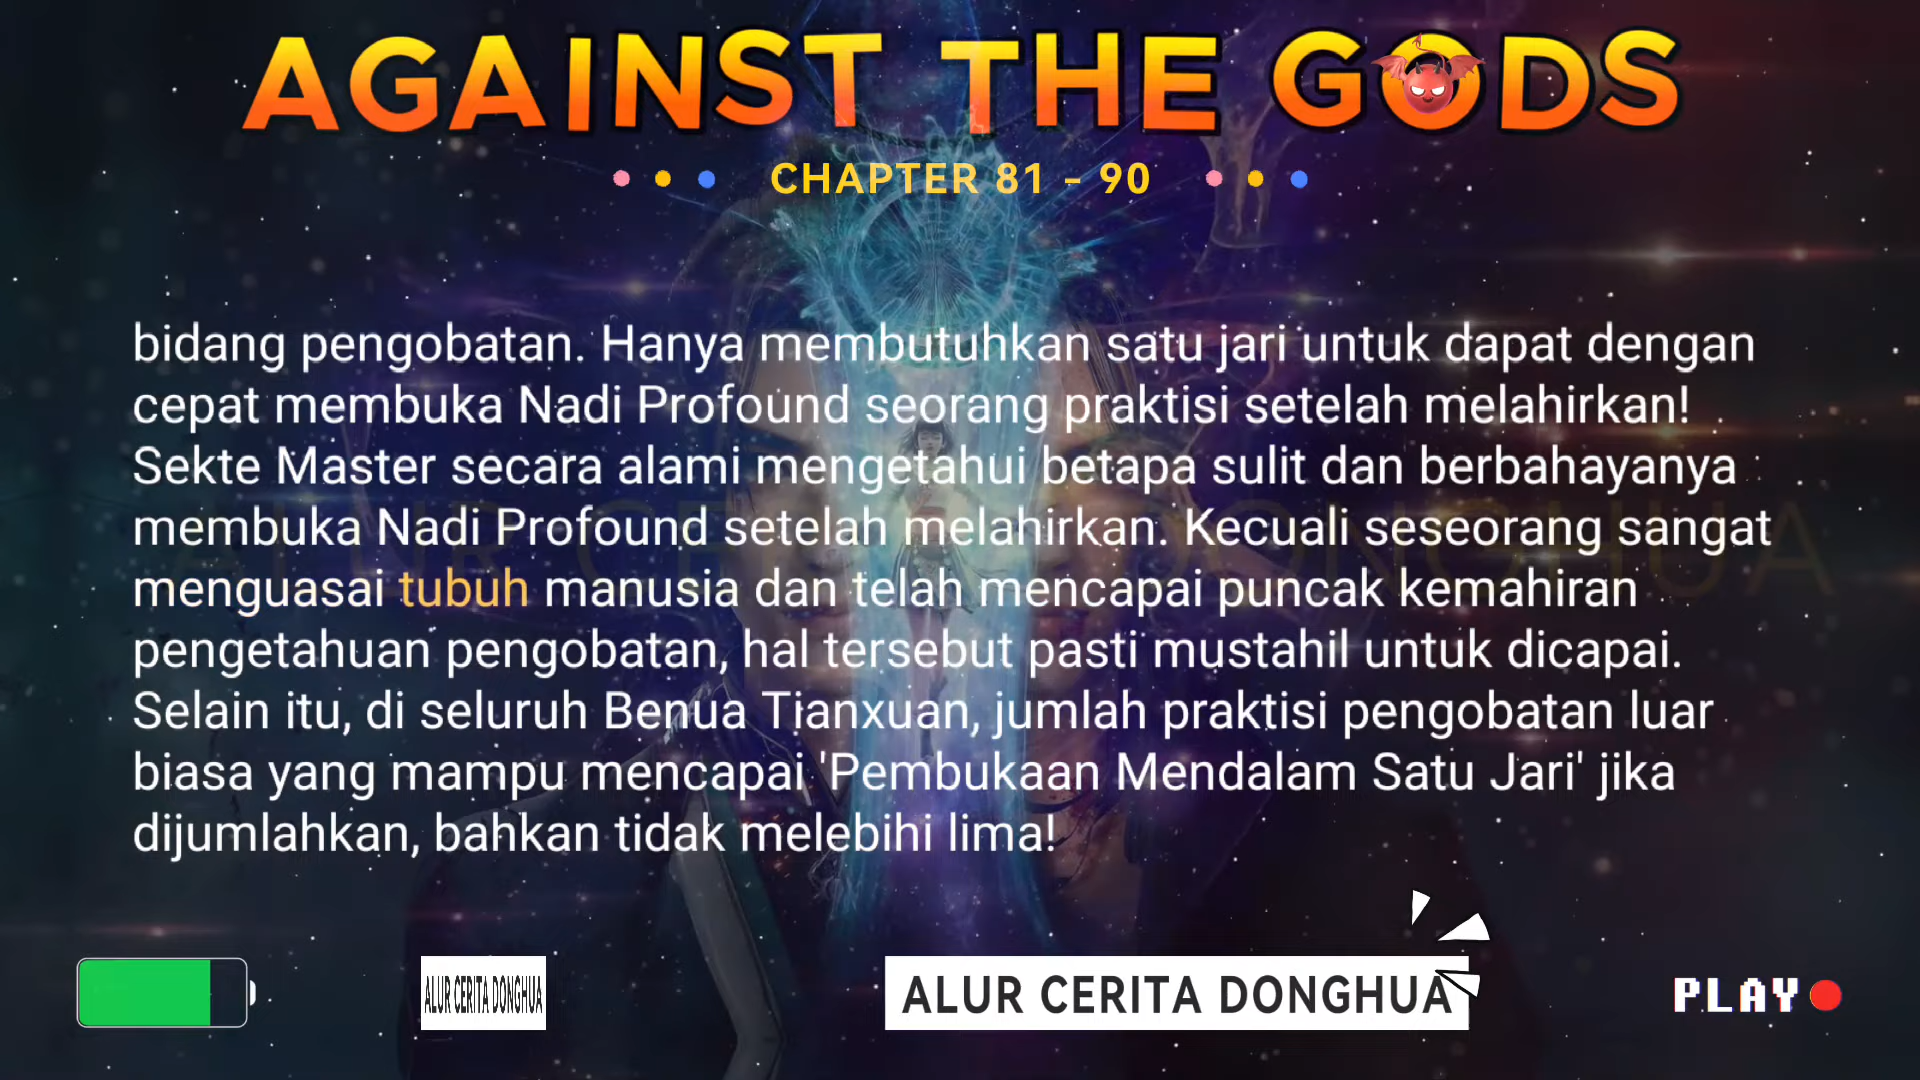 AGAINST THE GODS
CHAPTER 81 - 90
bidang pengobatan. Hanya membutuhkan satu jari untuk dapat dengan
cepat membuka Nadi Profound seorang praktisi setelah melahirkan!
Sekte Master secara alami mengetahui betapa sulit dan berbahayanya
membuka Nadi Profound setelah melahirkan. Kecuali seseorang sangat
menguasai tubuh manusia dan telah mencapai puncak kemahiran
pengetahuan pengobatan, hal tersebut pasti mustahil untuk dicapai.
Selain itu, di seluruh Benua Tianxuan, jumlah praktisi pengobatan luar
biasa yang mampu mencapai 'Pembukaan Mendalam Satu Jari' jika
dijumlahkan, bahkan tidak melebihi lima!
ALUR CERITA DONGHUA
ALUR CERITA DONGHUA
PLAY